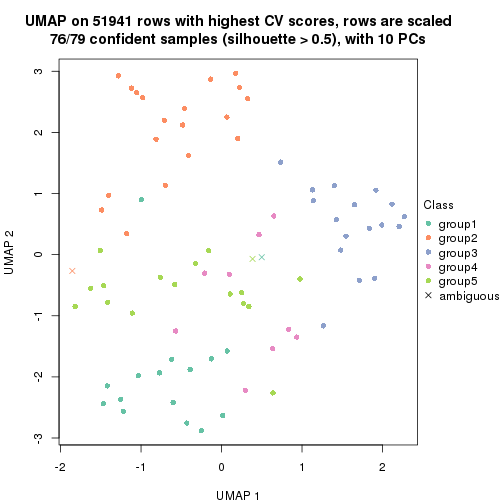 UMAP on 51941 rows with highest CV scores, rows are scaled
76/79 confident samples (silhouette > 0.5), with 10 PCs
3
2
1
0
-1
-2
-3
UMAP 2
-2
-1
0
1
2
UMAP 1
Class
group1
group2
group3
group4
group5
ambiguous